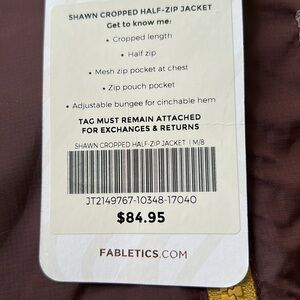 SHAWN CROPPED HALF-ZIP JACKET
Get to know me:
• Cropped length
• Half zip
• Mesh zip pocket at chest
• Zip pouch pocket
• Adjustable bungee for cinchable hem
TAG MUST REMAIN ATTACHED
FOR EXCHANGES & RETURNS
SHAWN CROPPED HALF-ZIP JACKET | M/8
JT2149767-10348-17040
$84.95
FABLETICS.COM